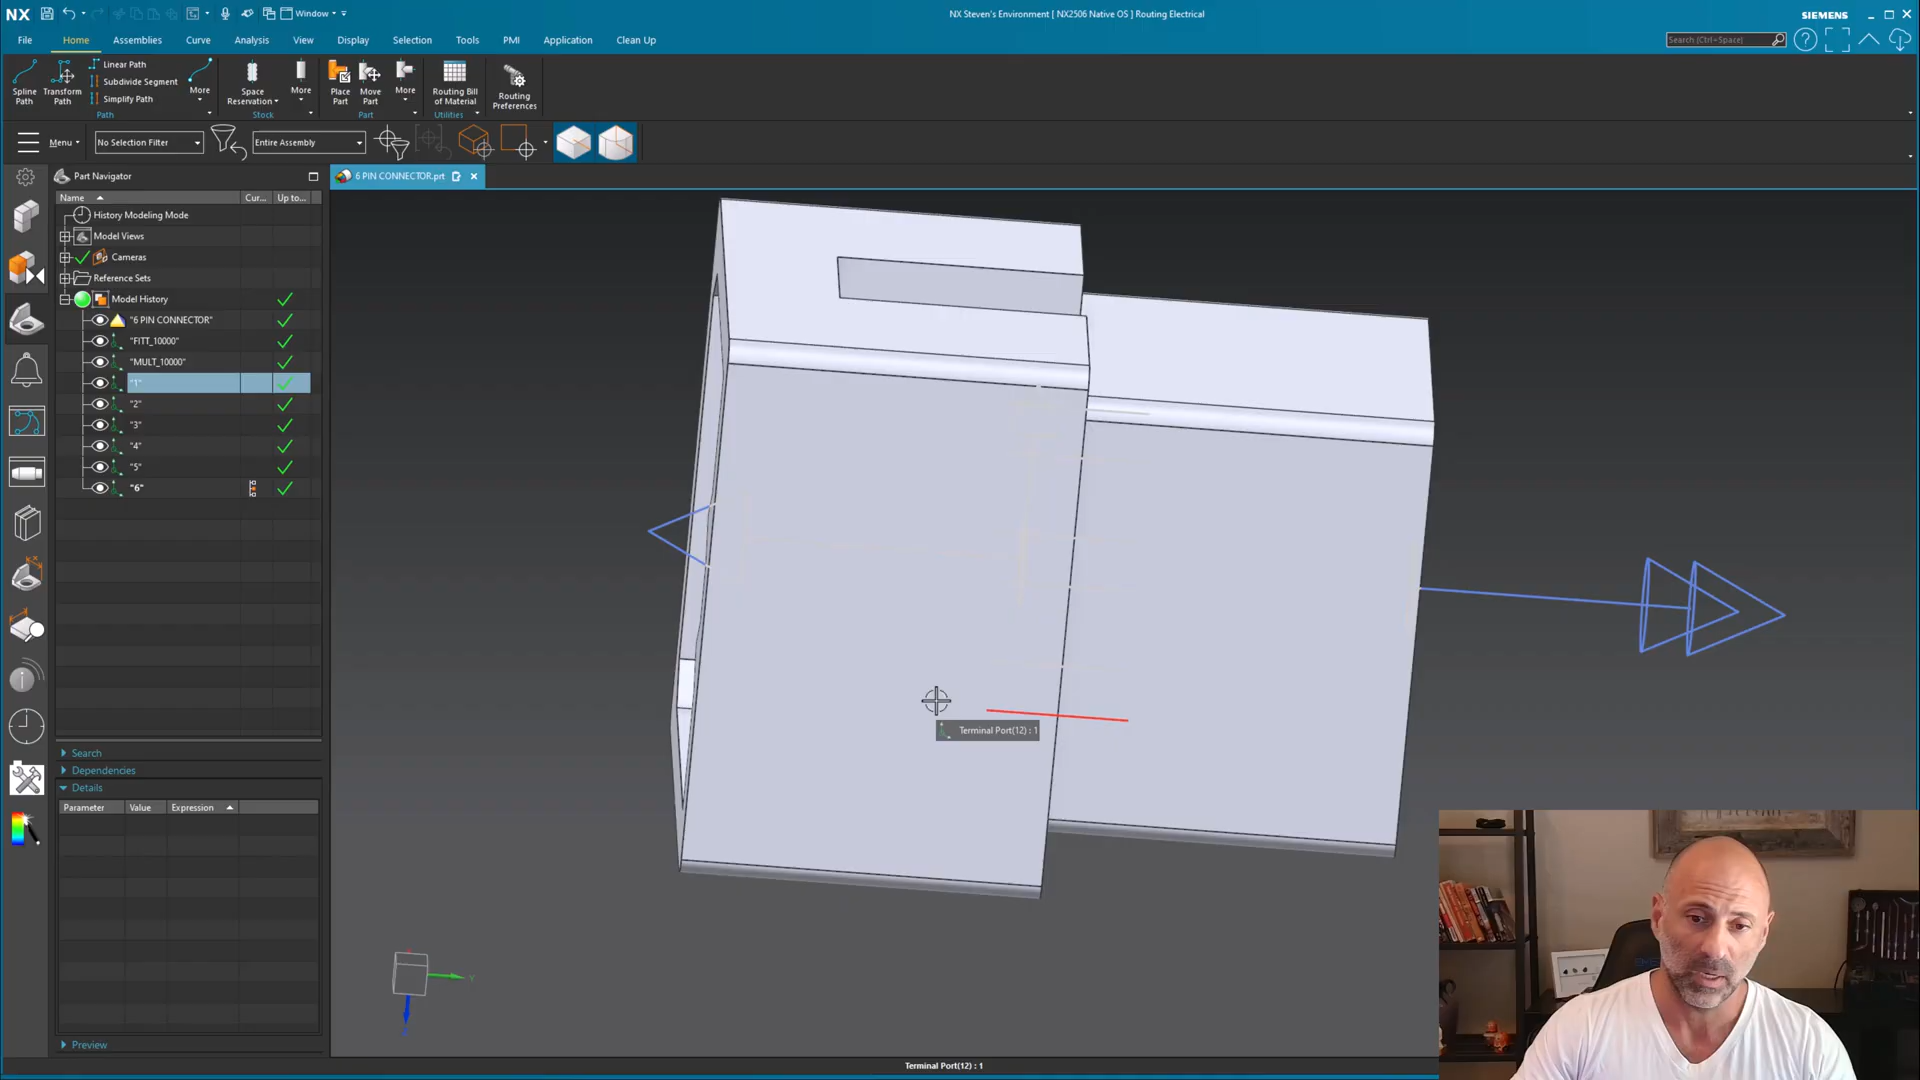 NX
Window
NX Steven's Environment [ NX2506 Native OS ] Routing Electrical
SIEMENS
File Home Assemblies Curve Analysis View Display Selection Tools PMI Application Clean Up
Search (Ctrl+Space)
Spline Path
Transform Path
Linear Path
Subdivide Segment
Simplify Path
More
Path
Space Reservation
More
Stock
Place Part
Move Part
More
Part
Routing Bill of Material
Utilities
Routing Preferences
Menu
No Selection Filter
Entire Assembly
Part Navigator
6 PIN CONNECTOR.prt
Name Cur... Up to...
History Modeling Mode
Model Views
Cameras
Reference Sets
Model History
"6 PIN CONNECTOR"
"FITT_10000"
"MULT_10000"
"1"
"2"
"3"
"4"
"5"
"6"
Terminal Port(12) : 1
Search
Dependencies
Details
Parameter Value Expression
Preview
Terminal Port(12) : 1